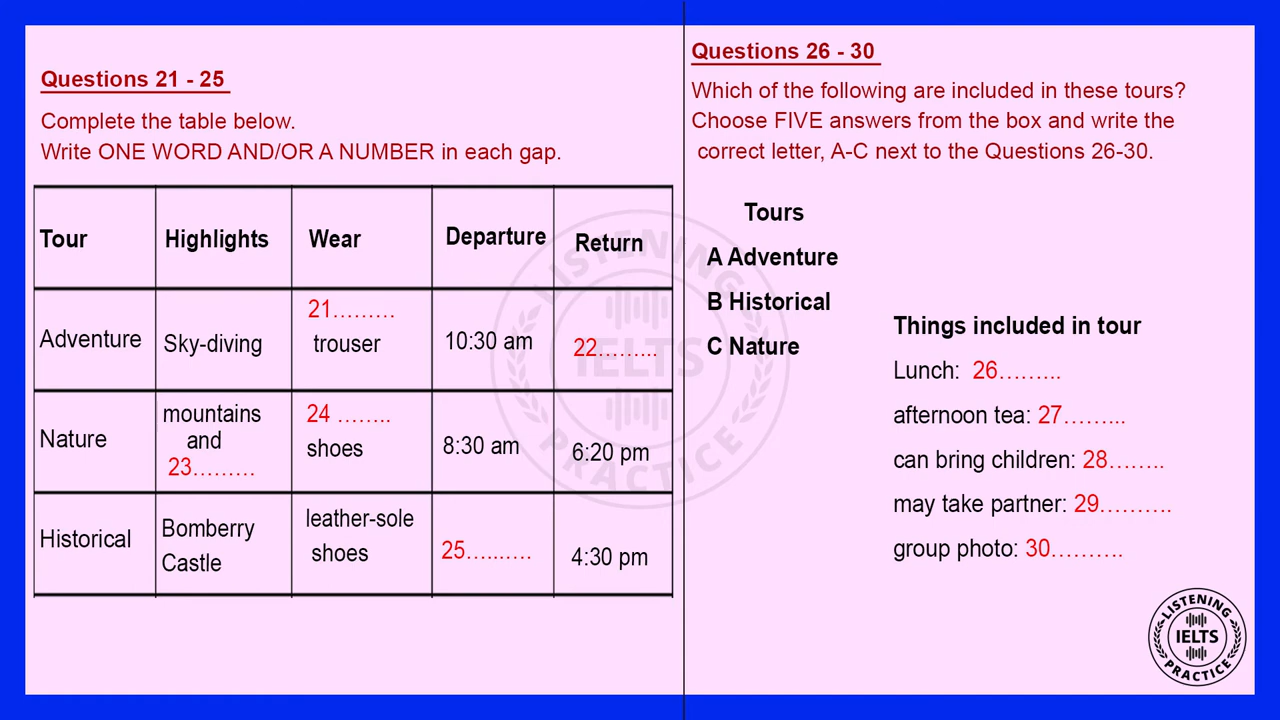 Questions 21 - 25
Complete the table below.
Write ONE WORD AND/OR A NUMBER in each gap.
Tour Highlights Wear Departure Return
Adventure Sky-diving 21......... trouser 10:30 am 22……...
Nature mountains and 23……… 24 …….. shoes 8:30 am 6:20 pm
Historical Bomberry Castle leather-sole shoes 25…..…. 4:30 pm
Questions 26 - 30
Which of the following are included in these tours?
Choose FIVE answers from the box and write the
correct letter, A-C next to the Questions 26-30.
Tours
A Adventure
B Historical
C Nature
Things included in tour
Lunch: 26……...
afternoon tea: 27……...
can bring children: 28……..
may take partner: 29……….
group photo: 30……….
LISTENING
IELTS
PRACTICE
LISTENING
IELTS
PRACTICE